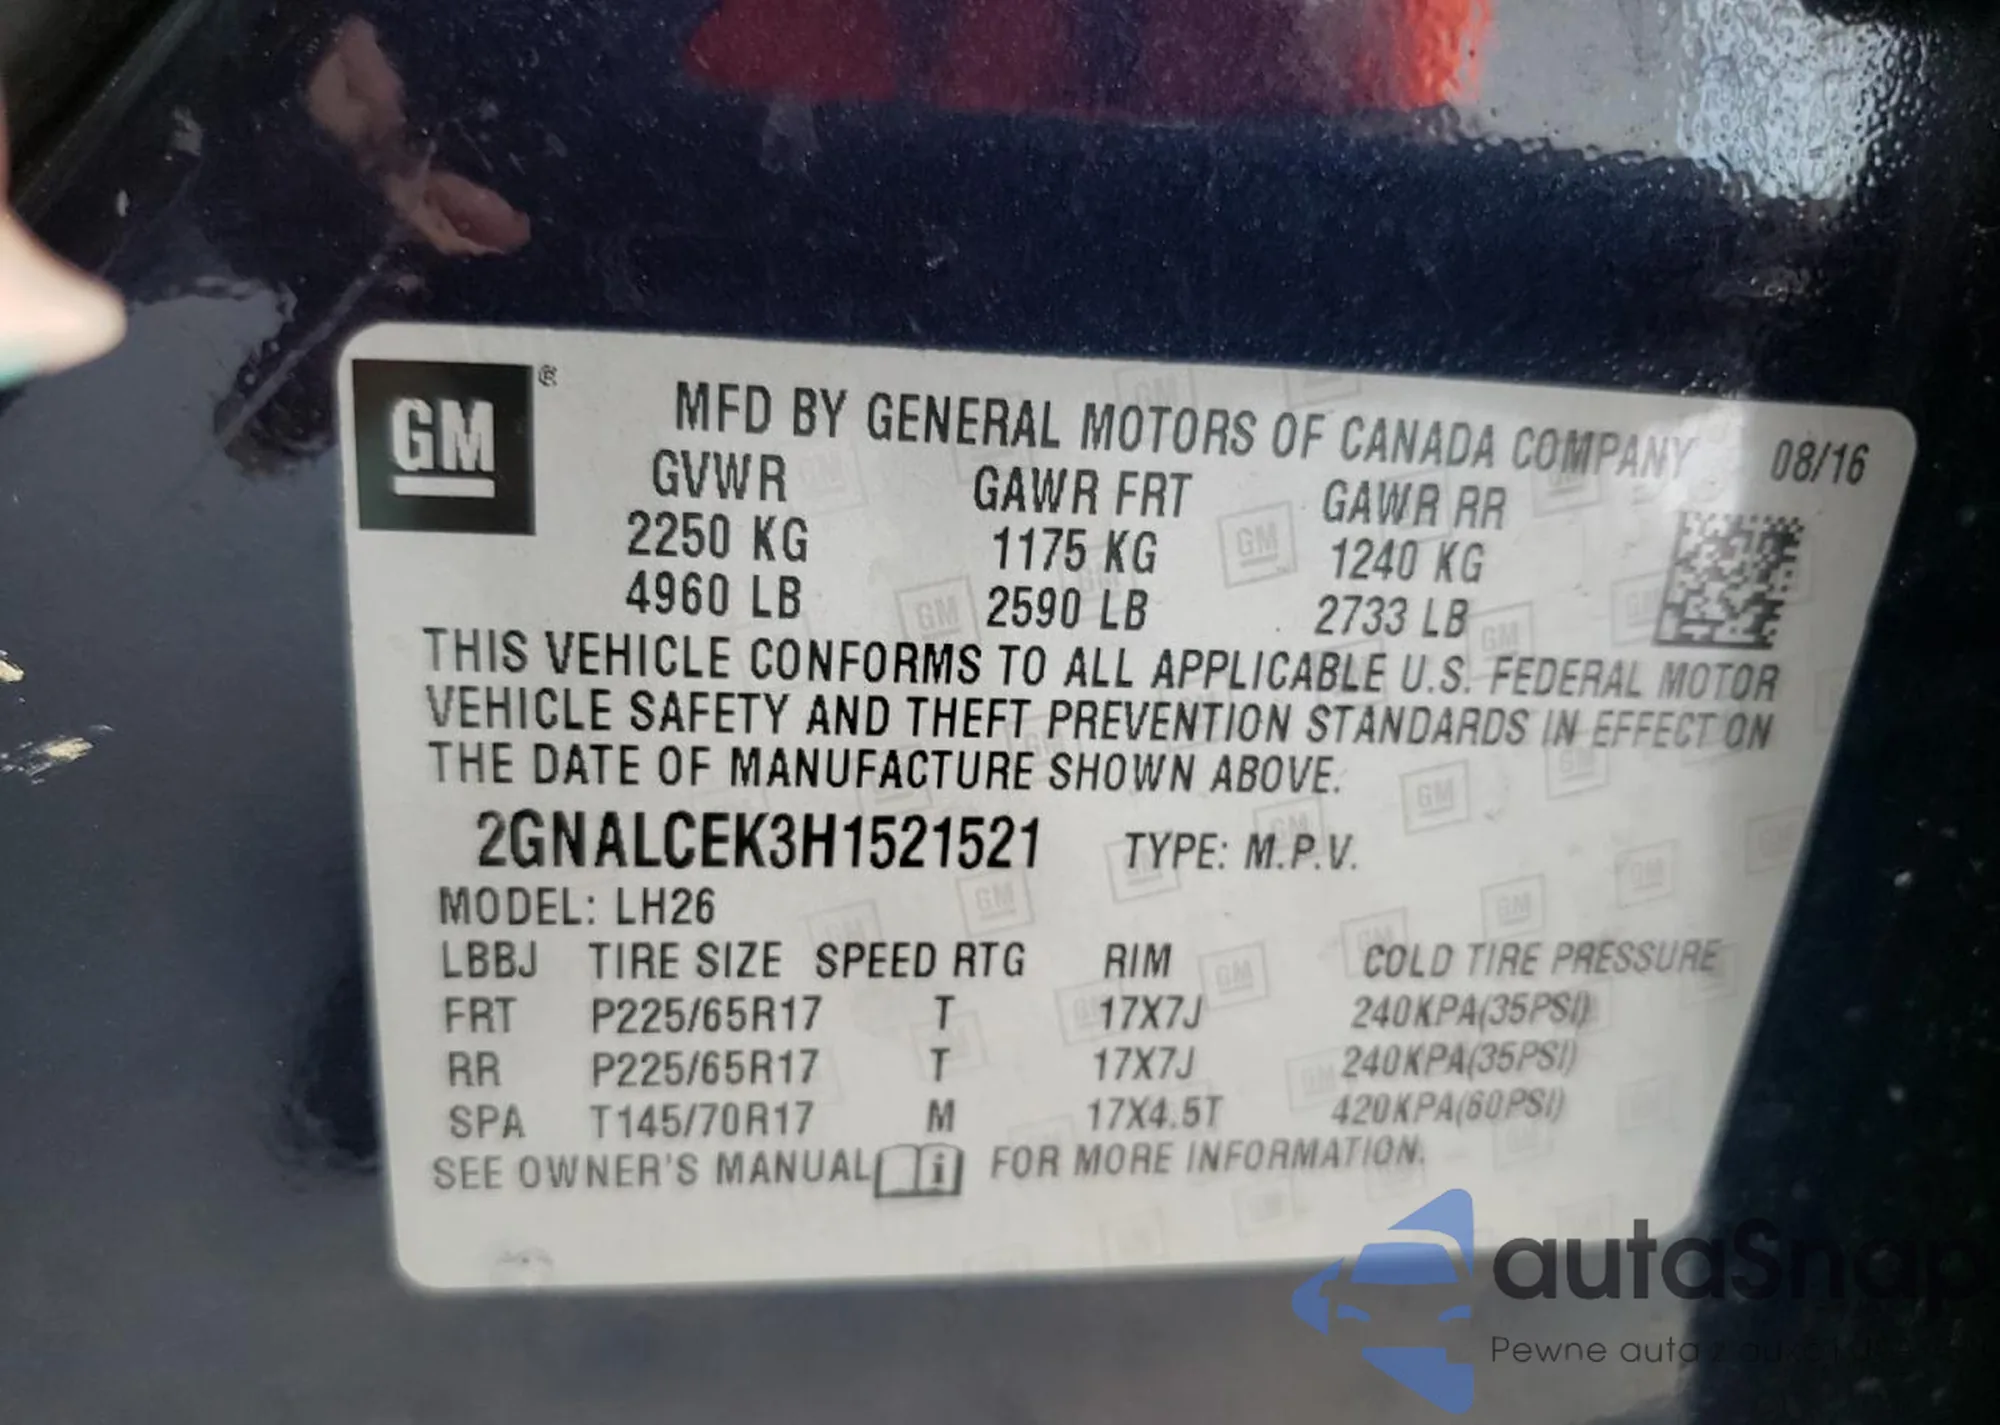 GM ®
MFD BY GENERAL MOTORS OF CANADA COMPANY 08/16
GVWR GAWR FRT GAWR RR
2250 KG 1175 KG 1240 KG
4960 LB 2590 LB 2733 LB
THIS VEHICLE CONFORMS TO ALL APPLICABLE U.S. FEDERAL MOTOR
VEHICLE SAFETY AND THEFT PREVENTION STANDARDS IN EFFECT ON
THE DATE OF MANUFACTURE SHOWN ABOVE.
2GNALCEK3H1521521 TYPE: M.P.V.
MODEL: LH26
LBBJ TIRE SIZE SPEED RTG RIM COLD TIRE PRESSURE
FRT P225/65R17 T 17X7J 240KPA(35PSI)
RR P225/65R17 T 17X7J 240KPA(35PSI)
SPA T145/70R17 M 17X4.5T 420KPA(60PSI)
SEE OWNER'S MANUAL i FOR MORE INFORMATION.
autaSnap
Pewne auta z